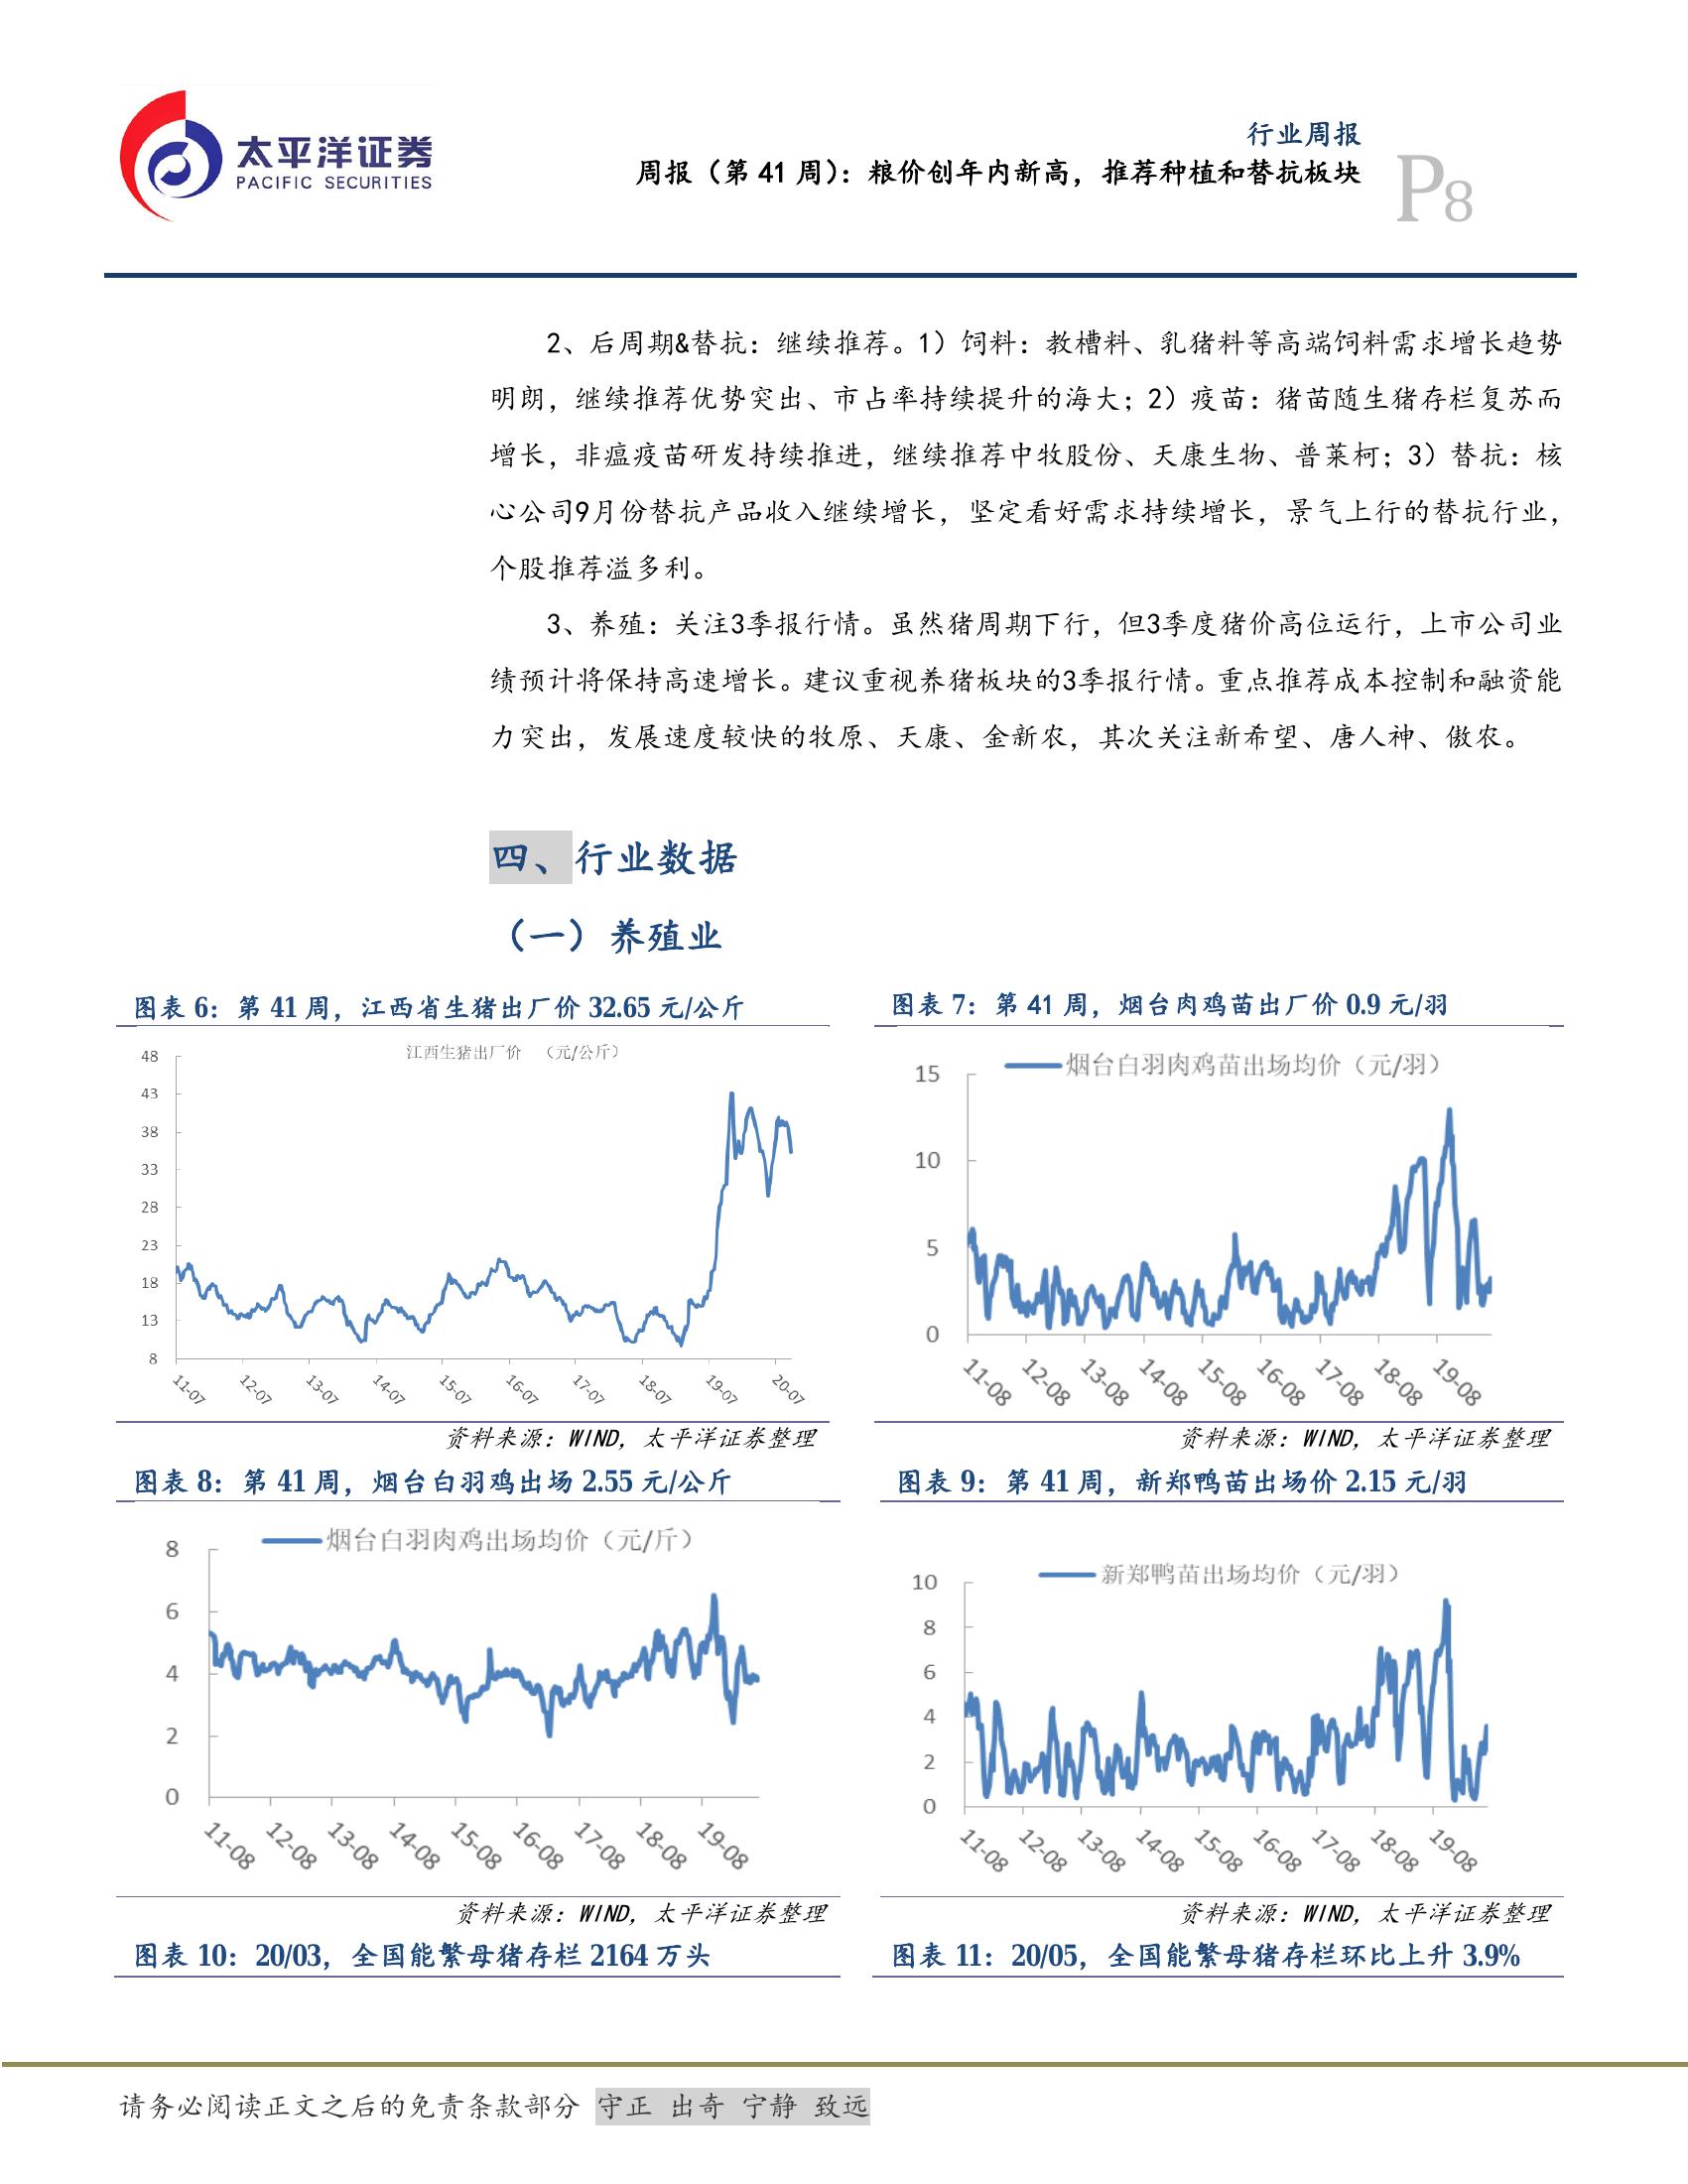 太平洋证券
PACIFIC SECURITIES
行业周报
周报（第 41 周）：粮价创年内新高，推荐种植和替抗板块
P8
2、后周期&替抗：继续推荐。1）饲料：教槽料、乳猪料等高端饲料需求增长趋势
明朗，继续推荐优势突出、市占率持续提升的海大；2）疫苗：猪苗随生猪存栏复苏而
增长，非瘟疫苗研发持续推进，继续推荐中牧股份、天康生物、普莱柯；3）替抗：核
心公司9月份替抗产品收入继续增长，坚定看好需求持续增长，景气上行的替抗行业，
个股推荐溢多利。
3、养殖：关注3季报行情。虽然猪周期下行，但3季度猪价高位运行，上市公司业
绩预计将保持高速增长。建议重视养猪板块的3季报行情。重点推荐成本控制和融资能
力突出，发展速度较快的牧原、天康、金新农，其次关注新希望、唐人神、傲农。
四、行业数据
（一）养殖业
图表 6：第 41 周，江西省生猪出厂价 32.65 元/公斤
江西生猪出厂价 （元/公斤）
48
43
38
33
28
23
18
13
8
11-07 12-07 13-07 14-07 15-07 16-07 17-07 18-07 19-07 20-07
资料来源：WIND，太平洋证券整理
图表 7：第 41 周，烟台肉鸡苗出厂价 0.9 元/羽
烟台白羽肉鸡苗出场均价（元/羽）
15
10
5
0
11-08 12-08 13-08 14-08 15-08 16-08 17-08 18-08 19-08
资料来源：WIND，太平洋证券整理
图表 8：第 41 周，烟台白羽鸡出场 2.55 元/公斤
烟台白羽肉鸡出场均价（元/斤）
8
6
4
2
0
11-08 12-08 13-08 14-08 15-08 16-08 17-08 18-08 19-08
资料来源：WIND，太平洋证券整理
图表 9：第 41 周，新郑鸭苗出场价 2.15 元/羽
新郑鸭苗出场均价（元/羽）
10
8
6
4
2
0
11-08 12-08 13-08 14-08 15-08 16-08 17-08 18-08 19-08
资料来源：WIND，太平洋证券整理
图表 10：20/03，全国能繁母猪存栏 2164 万头
图表 11：20/05，全国能繁母猪存栏环比上升 3.9%
请务必阅读正文之后的免责条款部分 守正 出奇 宁静 致远